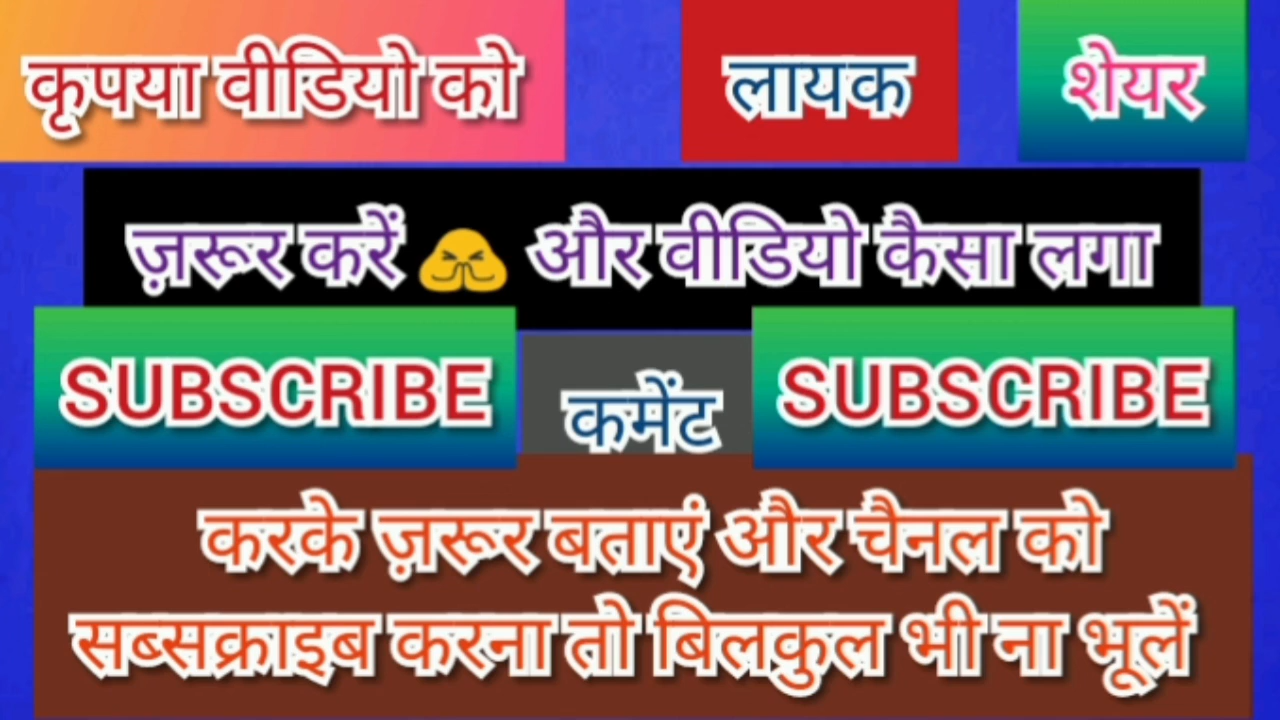 कृपया वीडियो को लायक शेयर
ज़रूर करें 🙏 और वीडियो कैसा लगा
SUBSCRIBE कमेंट SUBSCRIBE
करके ज़रूर बताएं और चैनल को
सब्सक्राइब करना तो बिलकुल भी ना भूलें